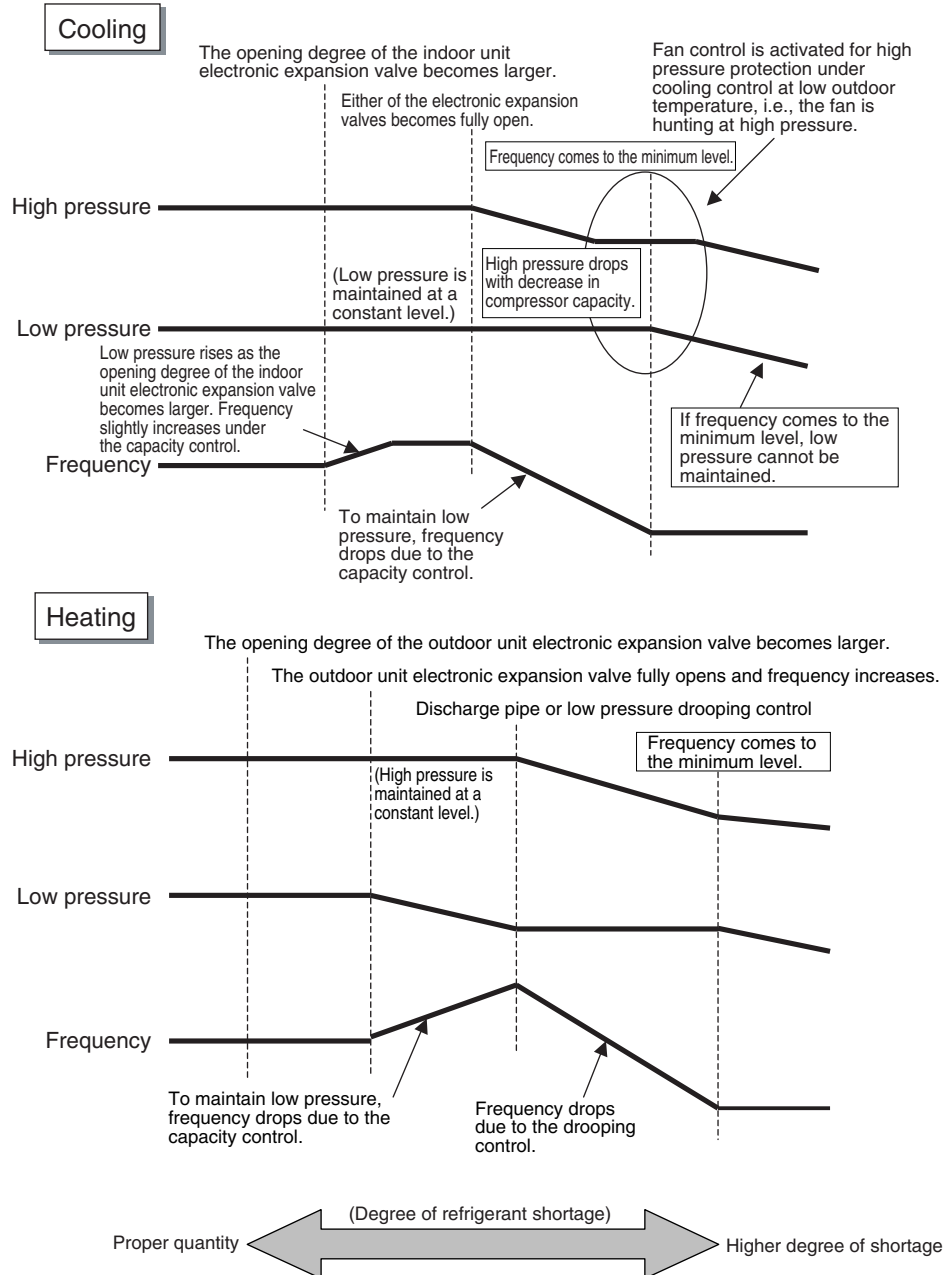 Cooling
The opening degree of the indoor unit
electronic expansion valve becomes larger.
Fan control is activated for high
pressure protection under
cooling control at low outdoor
temperature, i.e., the fan is
hunting at high pressure.
Either of the electronic expansion
valves becomes fully open.
Frequency comes to the minimum level.
High pressure
(Low pressure is
maintained at a
constant level.)
High pressure drops
with decrease in
compressor capacity.
Low pressure
Low pressure rises as the
opening degree of the indoor
unit electronic expansion valve
becomes larger. Frequency
slightly increases under
the capacity control.
If frequency comes to the
minimum level, low
pressure cannot be
maintained.
Frequency
To maintain low
pressure, frequency
drops due to the
capacity control.
Heating
The opening degree of the outdoor unit electronic expansion valve becomes larger.
The outdoor unit electronic expansion valve fully opens and frequency increases.
Discharge pipe or low pressure drooping control
Frequency comes to
the minimum level.
High pressure
(High pressure is
maintained at a
constant level.)
Low pressure
Frequency
To maintain low pressure,
frequency drops due to the
capacity control.
Frequency drops
due to the drooping
control.
(Degree of refrigerant shortage)
Proper quantity
Higher degree of shortage